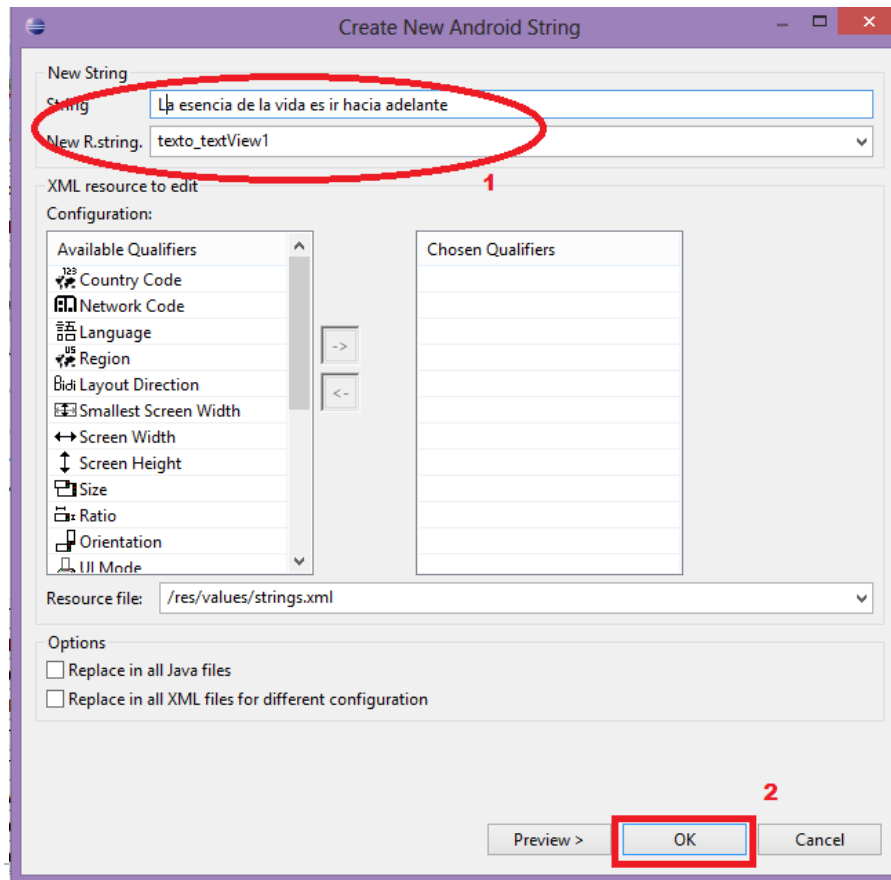 Create New Android String
New String
String La esencia de la vida es ir hacia adelante
New R.string. texto_textView1
1
XML resource to edit
Configuration:
Available Qualifiers Chosen Qualifiers
123 Country Code
Network Code
Language
US Region
Bidi Layout Direction
Smallest Screen Width
-> 
Screen Width
<-
Screen Height
Size
Ratio
Orientation
UI Mode
Resource file: /res/values/strings.xml
Options
Replace in all Java files
Replace in all XML files for different configuration
2
Preview > OK Cancel